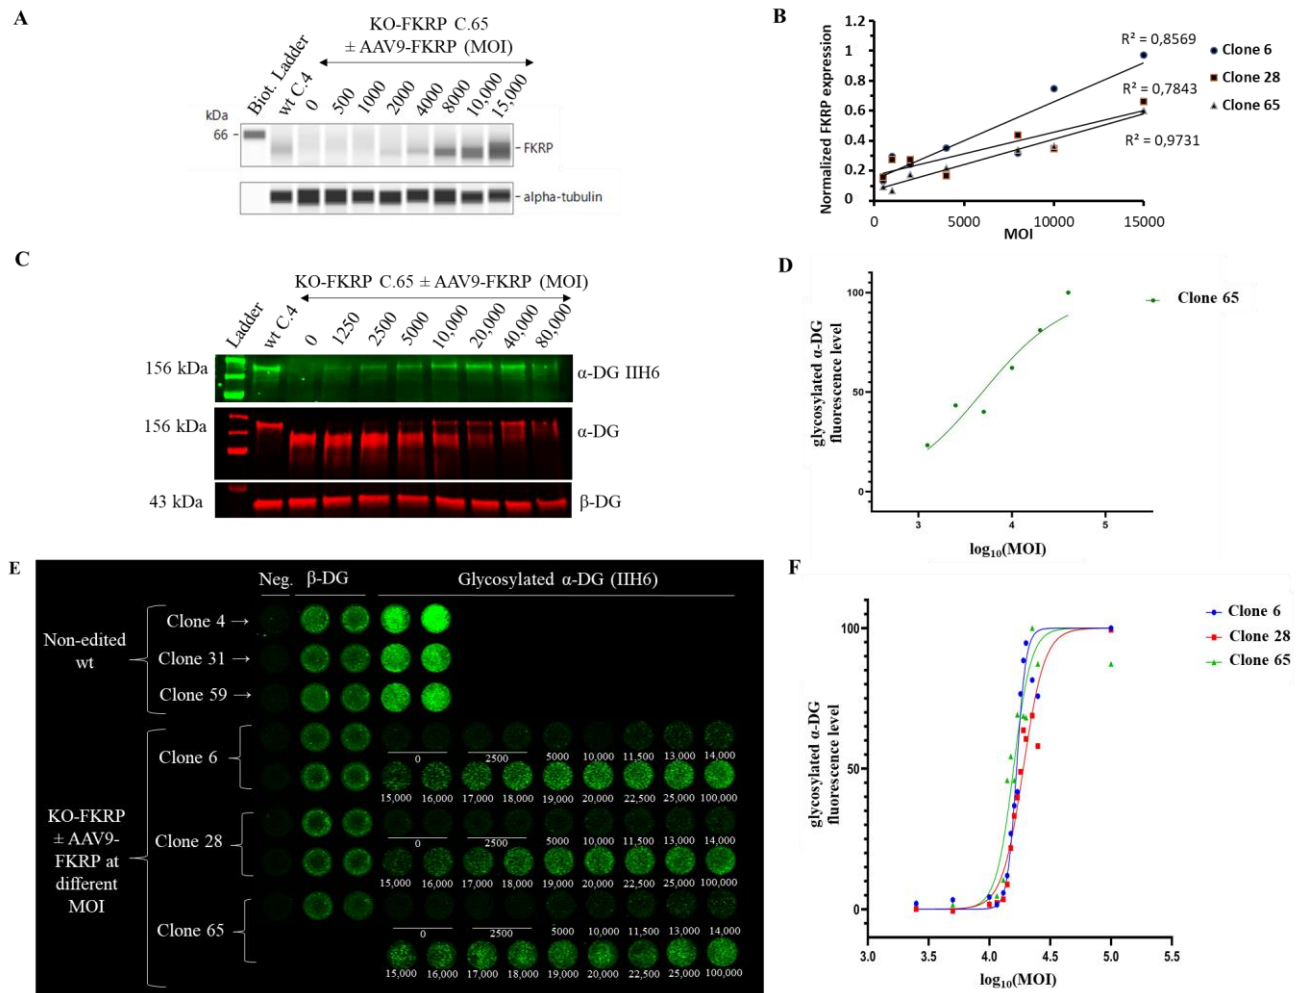 A
KO-FKRP C.65
± AAV9-FKRP (MOI)
Biot. Ladder
wt C.4
0
500
1000
2000
4000
8000
10,000
15,000
kDa
66
FKRP
alpha-tubulin
B
Normalized FKRP expression
1.2
1
0.8
0.6
0.4
0.2
0
0
5000
10000
15000
MOI
R² = 0,8569
R² = 0,7843
R² = 0,9731
Clone 6
Clone 28
Clone 65
C
KO-FKRP C.65 ± AAV9-FKRP (MOI)
Ladder
wt C.4
0
1250
2500
5000
10,000
20,000
40,000
80,000
156 kDa
α-DG IIH6
156 kDa
α-DG
43 kDa
β-DG
D
glycosylated α-DG
fluorescence level
100
50
0
3
4
5
log₁₀(MOI)
Clone 65
E
Neg.
β-DG
Glycosylated α-DG (IIH6)
Non-edited
wt
Clone 4 →
Clone 31 →
Clone 59 →
KO-FKRP
± AAV9-
FKRP at
different
MOI
Clone 6
0 2500 5000 10,000 11,500 13,000 14,000
15,000 16,000 17,000 18,000 19,000 20,000 22,500 25,000 100,000
Clone 28
0 2500 5000 10,000 11,500 13,000 14,000
15,000 16,000 17,000 18,000 19,000 20,000 22,500 25,000 100,000
Clone 65
0 2500 5000 10,000 11,500 13,000 14,000
15,000 16,000 17,000 18,000 19,000 20,000 22,500 25,000 100,000
F
glycosylated α-DG
fluorescence level
100
50
0
3.0
3.5
4.0
4.5
5.0
5.5
log₁₀(MOI)
Clone 6
Clone 28
Clone 65